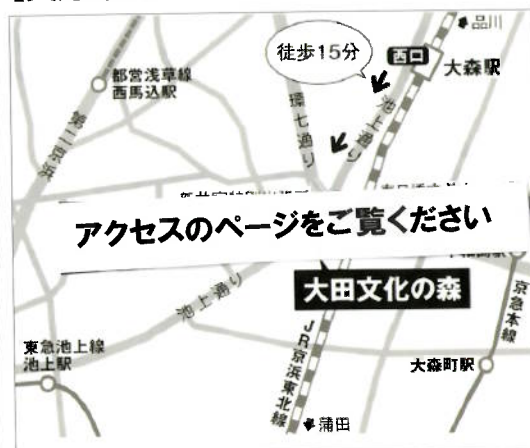 品川
徒歩15分
西口
大森駅
都営浅草線
西馬込駅
第二京浜
環七通り
池上通り
アクセスのページをご覧ください
大田文化の森
池上通り
東急池上線
池上駅
JR京浜東北線
京急本線
大森町駅
蒲田